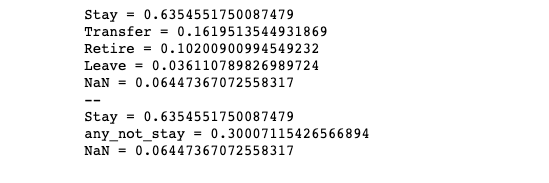 Stay = 0.6354551750087479
Transfer = 0.1619513544931869
Retire = 0.10200900994549232
Leave = 0.036110789826989724
NaN = 0.06447367072558317
--
Stay = 0.6354551750087479
any_not_stay = 0.30007115426566894
NaN = 0.06447367072558317